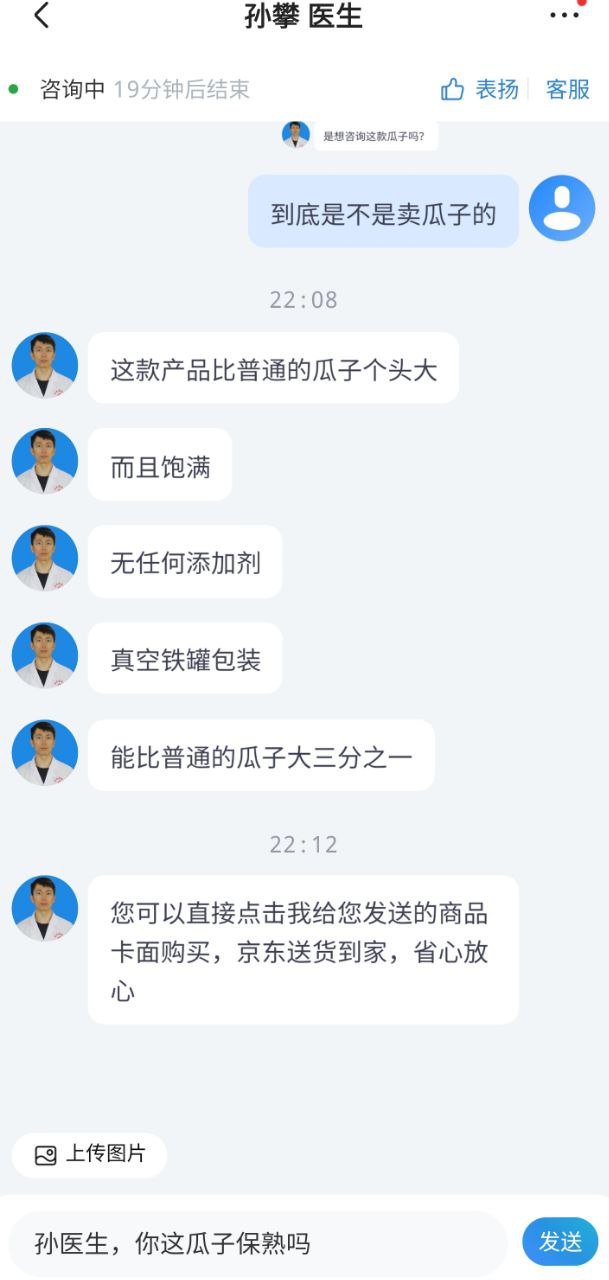 孙攀 医生
咨询中 19分钟后结束 表扬 客服
是想咨询这款瓜子吗?
到底是不是卖瓜子的
22:08
这款产品比普通的瓜子个头大
而且饱满
无任何添加剂
真空铁罐包装
能比普通的瓜子大三分之一
22:12
您可以直接点击我给您发送的商品
卡面购买，京东送货到家，省心放
心
上传图片
孙医生，你这瓜子保熟吗 发送